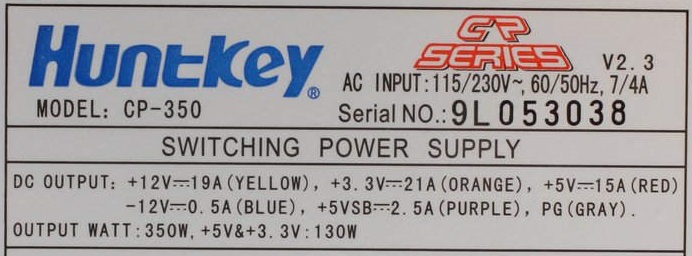 Huntkey®
CP
SERIES
V2.3
AC INPUT:115/230V~, 60/50Hz, 7/4A
MODEL: CP-350
Serial NO.:9L053038
SWITCHING POWER SUPPLY
DC OUTPUT: +12V⎓19A(YELLOW), +3.3V⎓21A(ORANGE), +5V⎓15A(RED)
-12V⎓0.5A(BLUE), +5VSB⎓2.5A(PURPLE), PG(GRAY).
OUTPUT WATT:350W, +5V&+3.3V:130W